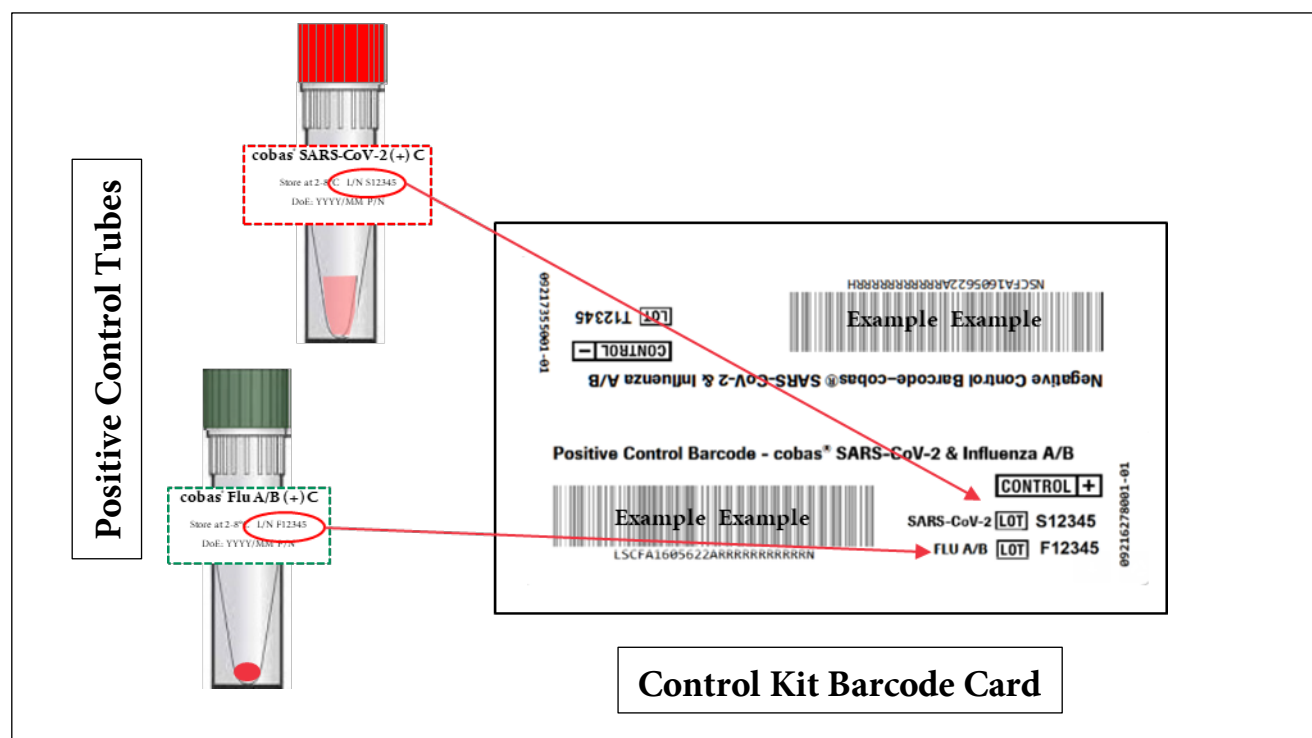 Positive Control Tubes
cobas® SARS-CoV-2 (+) C
Store at 2-8°C L/N S12345
DoE: YYYY/MM P/N
cobas® Flu A/B (+) C
Store at 2-8°C L/N F12345
DoE: YYYY/MM P/N
09217355001-01
NSCFA1605622ARRRRRRRRRRRH
Example Example
LOT T12345
CONTROL -
Negative Control Barcode-cobas® SARS-CoV-2 & Influenza A/B
Positive Control Barcode - cobas® SARS-CoV-2 & Influenza A/B
CONTROL +
Example Example
SARS-CoV-2 LOT S12345
FLU A/B LOT F12345
LSCFA1605622ARRRRRRRRRRRN
09216278001-01
Control Kit Barcode Card